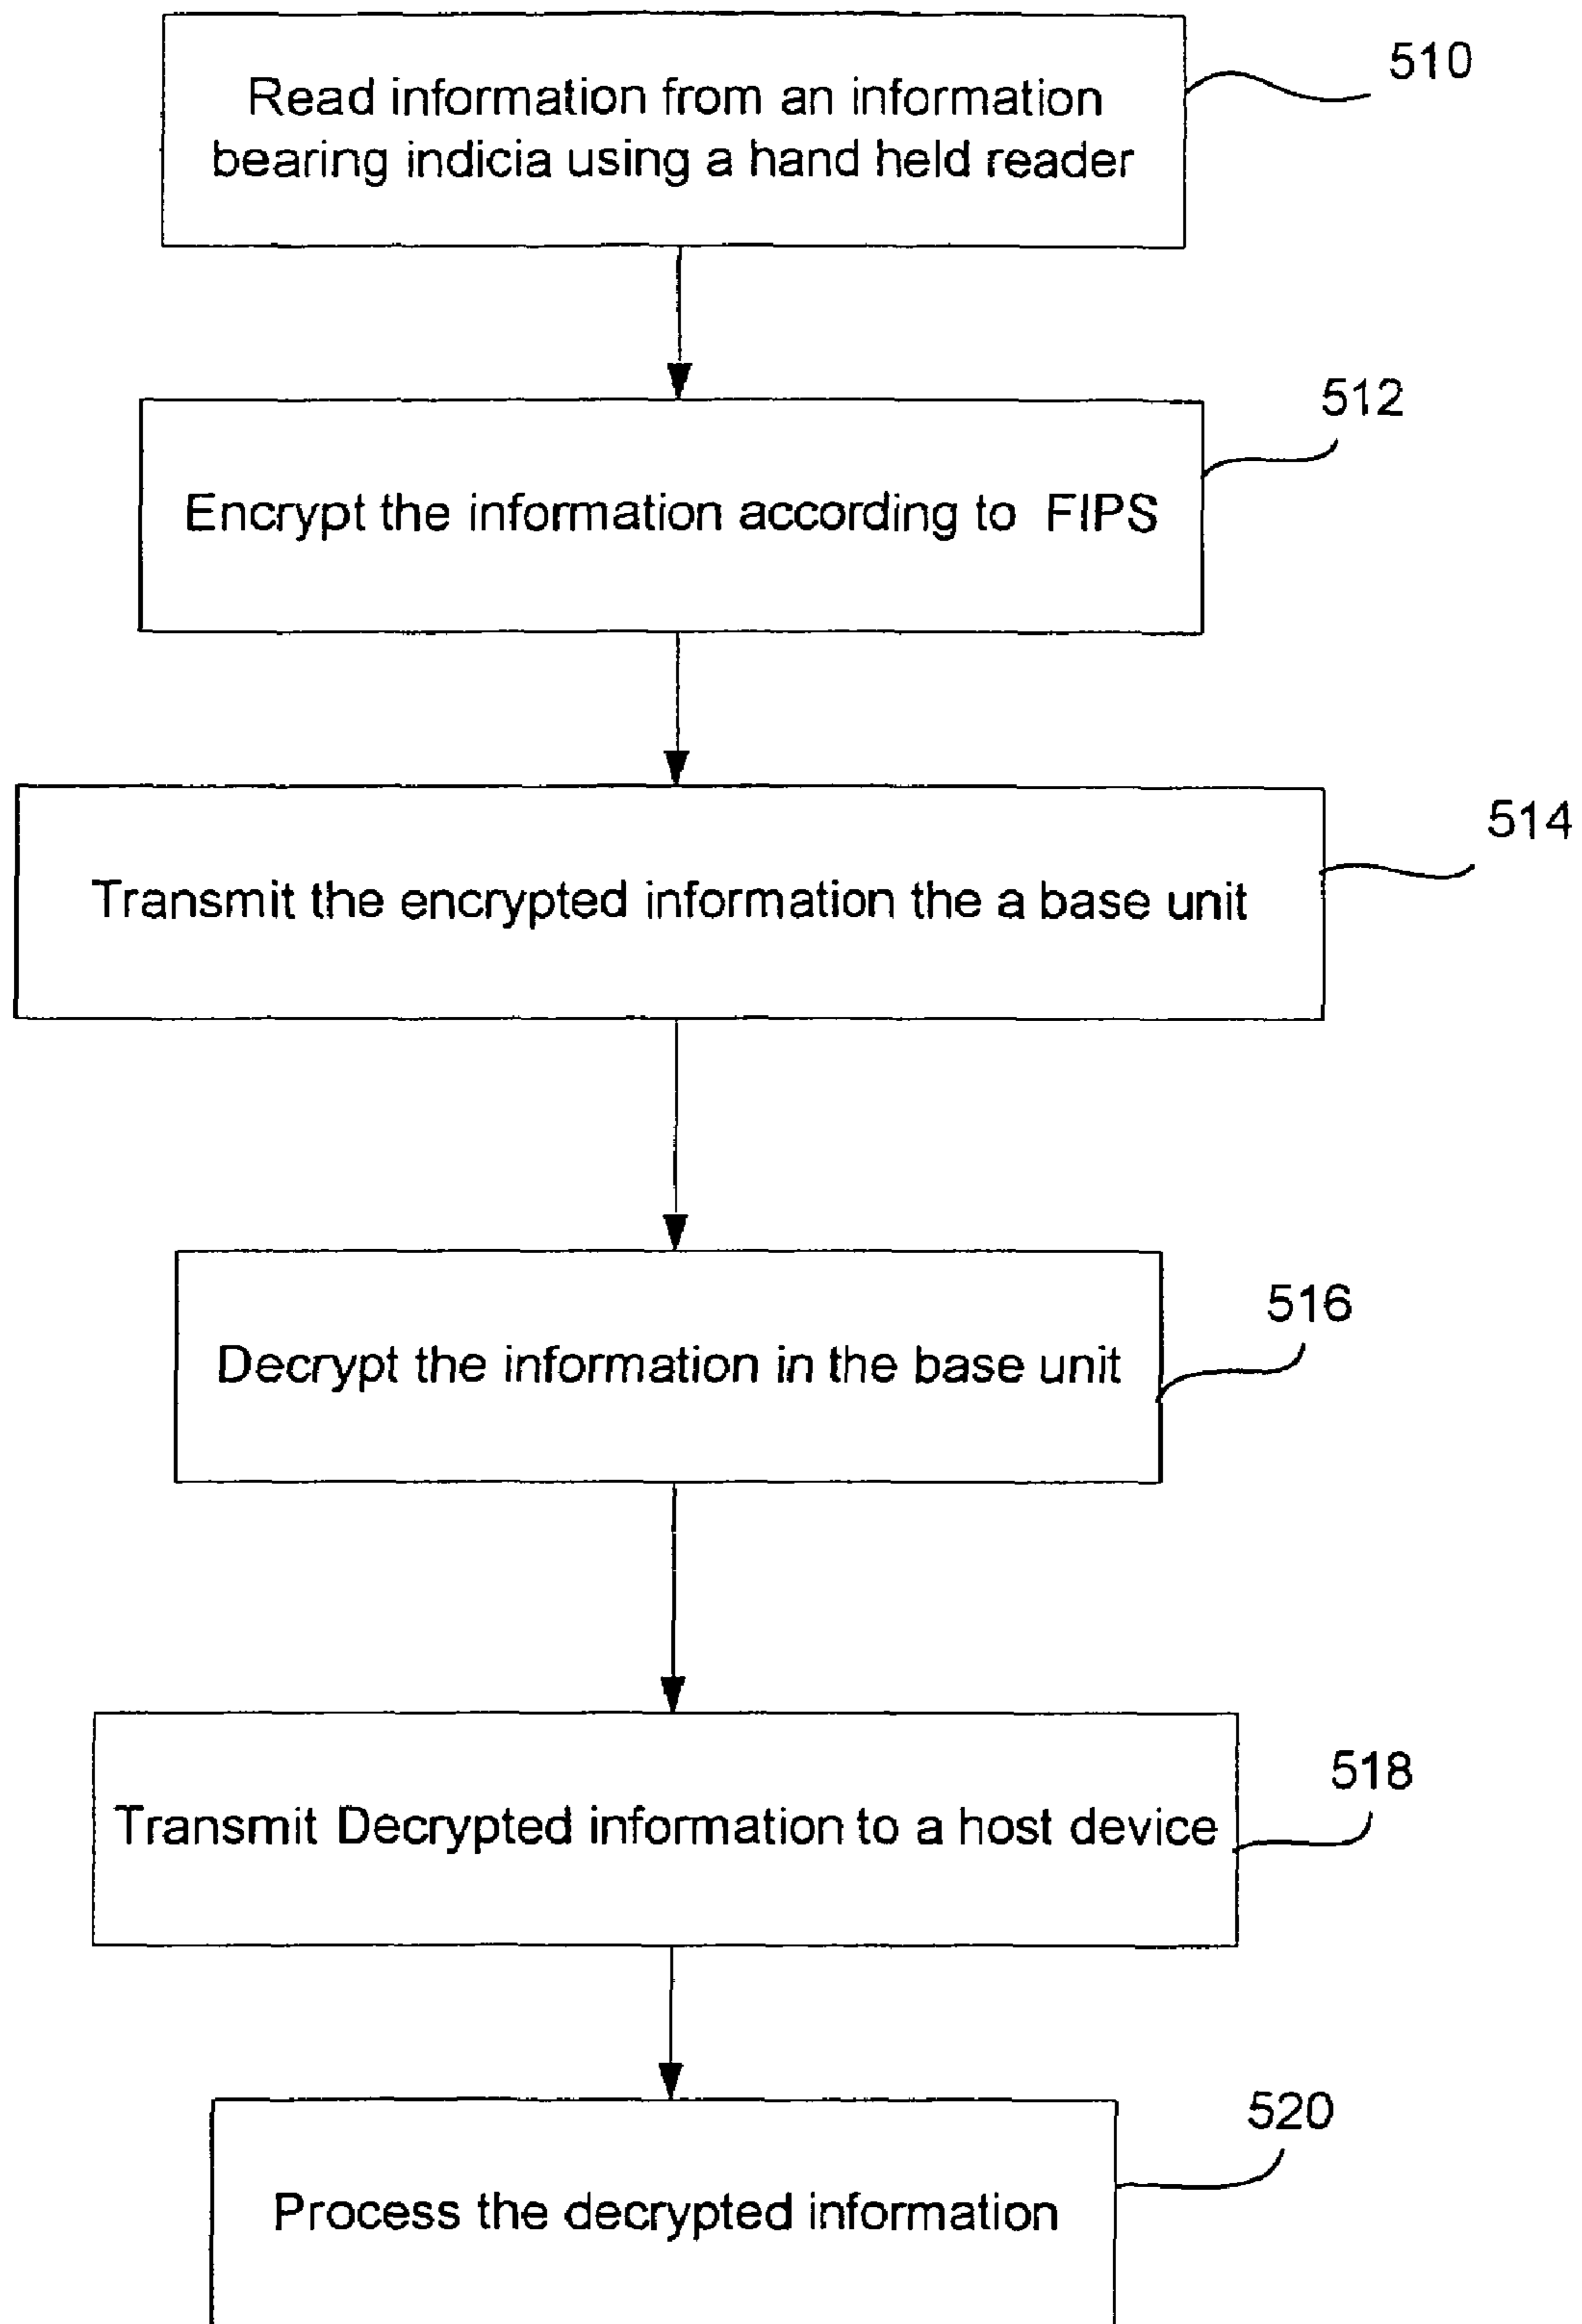 Read information from an information
bearing indicia using a hand held reader
510
Encrypt the information according to FIPS
512
Transmit the encrypted information the a base unit
514
Decrypt the information in the base unit
516
Transmit Decrypted information to a host device
518
Process the decrypted information
520